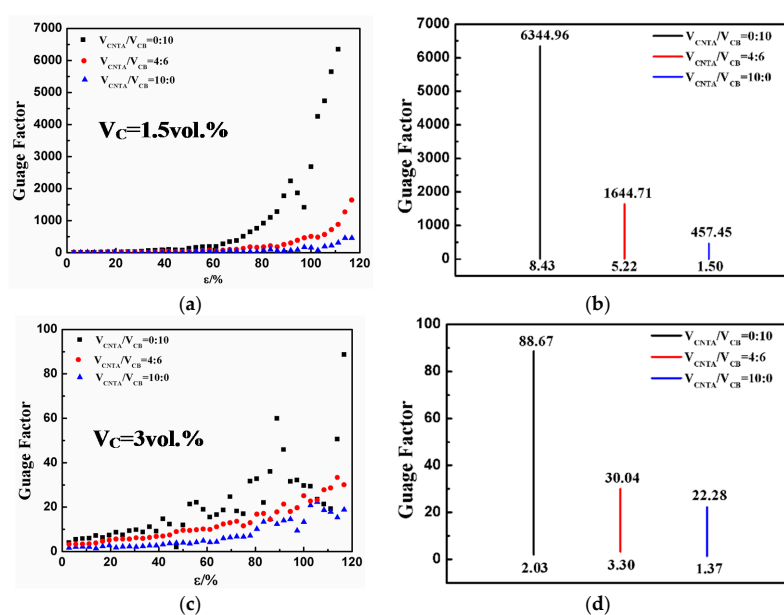 7000
6000
5000
4000
3000
2000
1000
0
Guage Factor
V_CNTA/V_CB=0:10
V_CNTA/V_CB=4:6
V_CNTA/V_CB=10:0
V_C=1.5vol.%
0 20 40 60 80 100 120
ε/%
(a)
7000
6000
5000
4000
3000
2000
1000
0
Guage Factor
6344.96
V_CNTA/V_CB=0:10
V_CNTA/V_CB=4:6
V_CNTA/V_CB=10:0
1644.71
457.45
8.43 5.22 1.50
(b)
100
80
60
40
20
0
Guage Factor
V_CNTA/V_CB=0:10
V_CNTA/V_CB=4:6
V_CNTA/V_CB=10:0
V_C=3vol.%
0 20 40 60 80 100 120
ε/%
(c)
100
80
60
40
20
0
Guage Factor
88.67
V_CNTA/V_CB=0:10
V_CNTA/V_CB=4:6
V_CNTA/V_CB=10:0
30.04
22.28
2.03 3.30 1.37
(d)